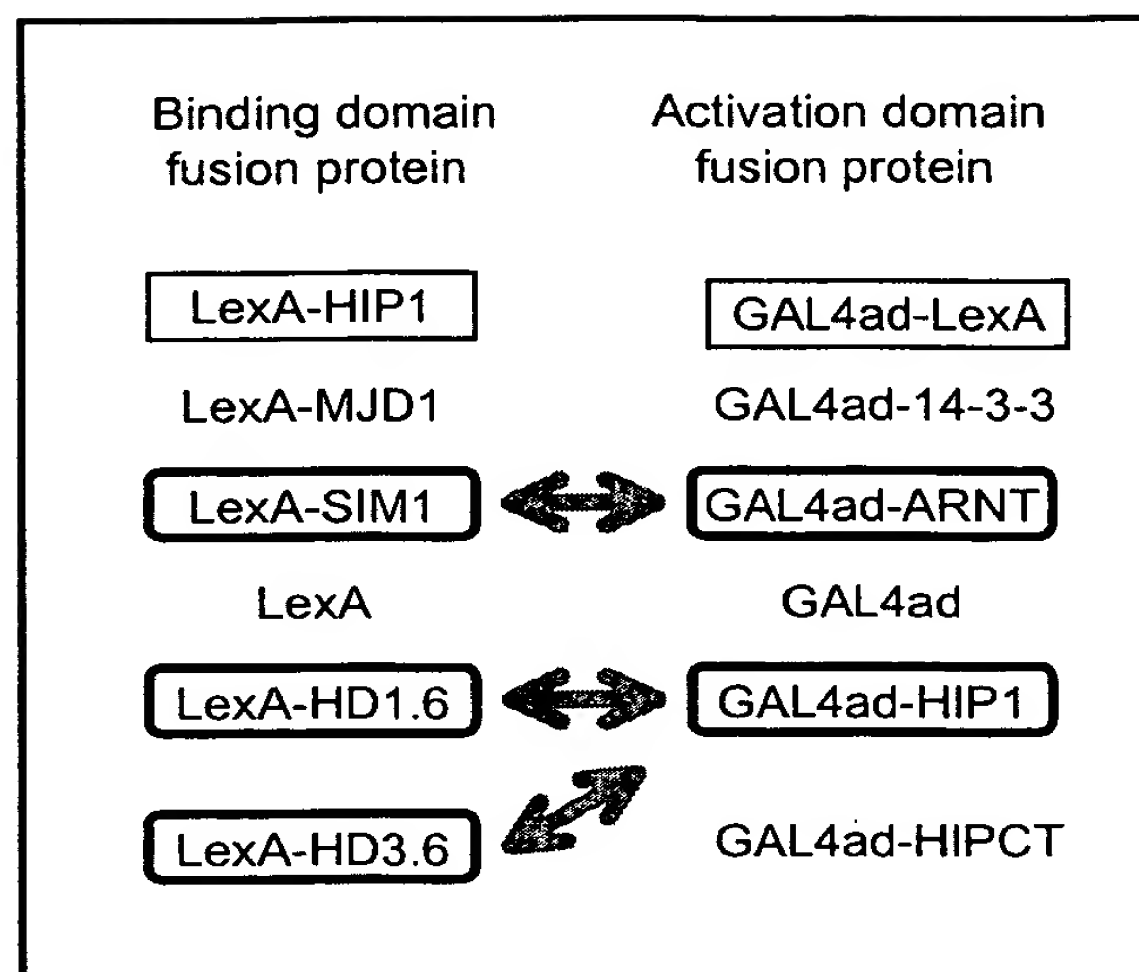 Binding domain
fusion protein
Activation domain
fusion protein
LexA-HIP1
GAL4ad-LexA
LexA-MJD1
GAL4ad-14-3-3
LexA-SIM1
GAL4ad-ARNT
LexA
GAL4ad
LexA-HD1.6
GAL4ad-HIP1
LexA-HD3.6
GAL4ad-HIPCT